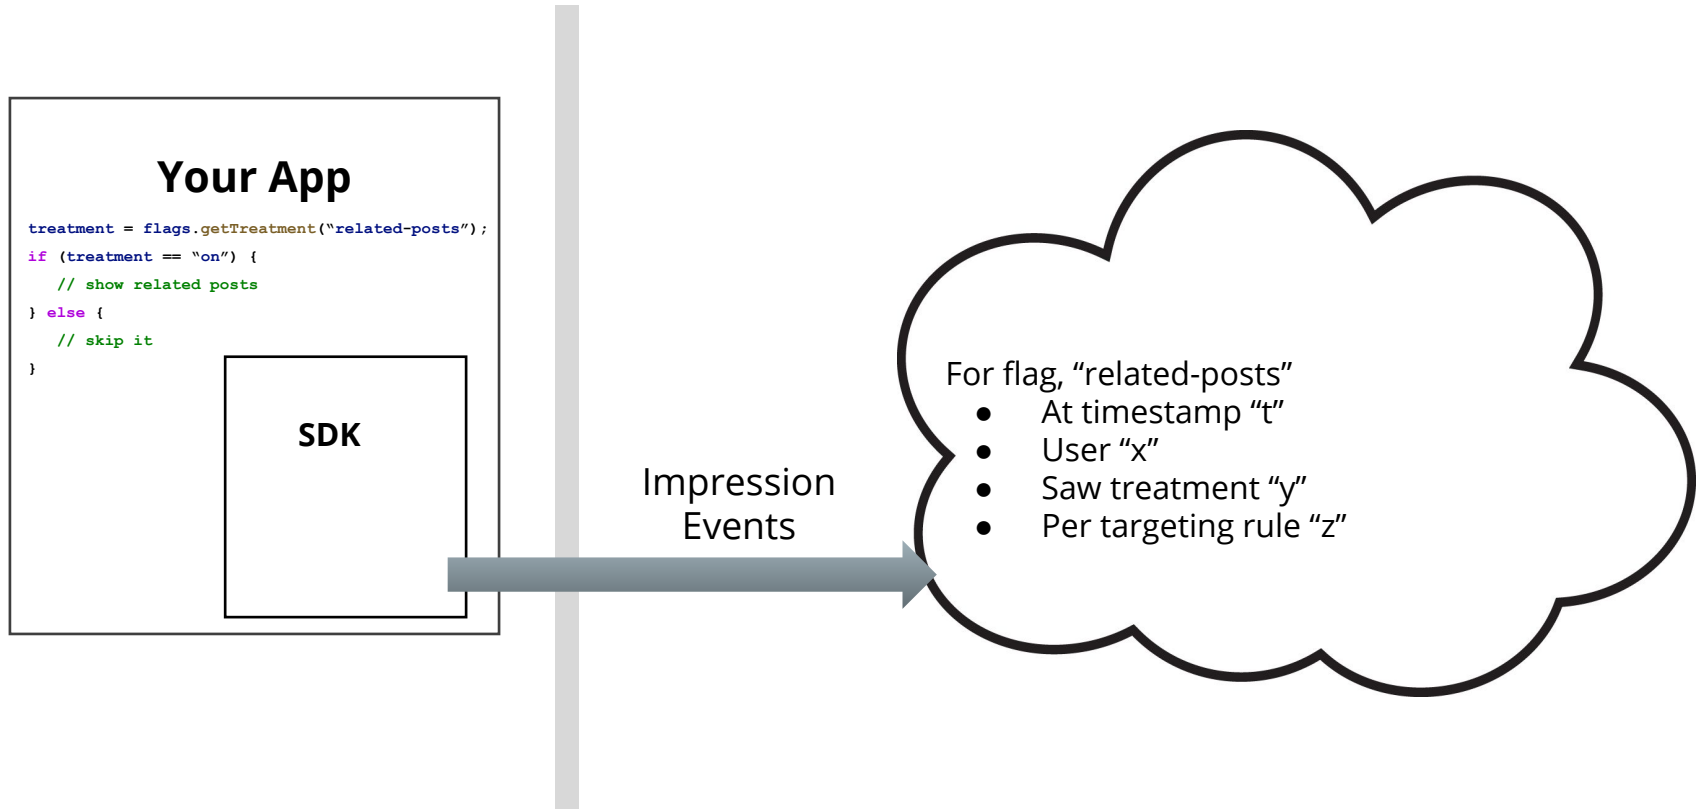 Your App
treatment = flags.getTreatment(“related-posts”);
if (treatment == “on”) {
// show related posts
} else {
// skip it
}
SDK
Impression
Events
For flag, “related-posts”
● At timestamp “t”
● User “x”
● Saw treatment “y”
● Per targeting rule “z”